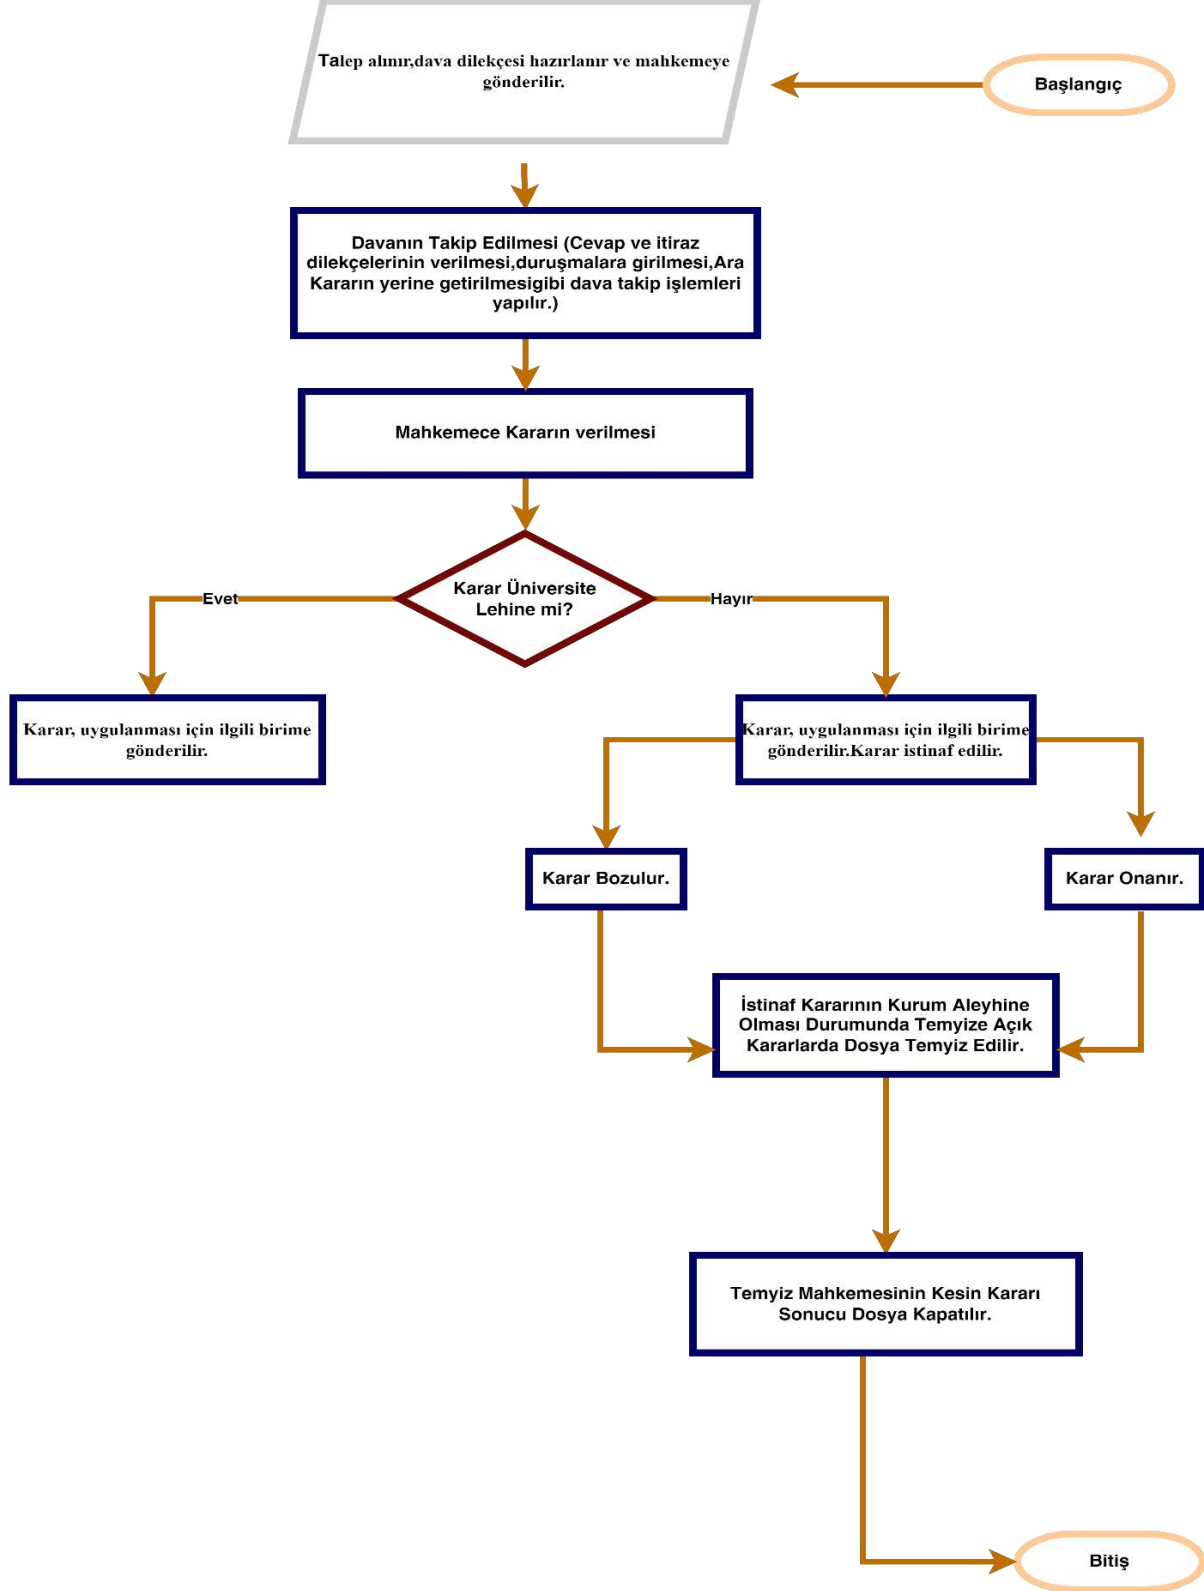 Talep alınır,dava dilekçesi hazırlanır ve mahkemeye
gönderilir.
Başlangıç
Davanın Takip Edilmesi (Cevap ve itiraz
dilekçelerinin verilmesi,duruşmalara girilmesi,Ara
Kararın yerine getirilmesigibi dava takip işlemleri
yapılır.)
Mahkemece Kararın verilmesi
Karar Üniversite
Lehine mi?
Evet
Hayır
Karar, uygulanması için ilgili birime
gönderilir.
Karar, uygulanması için ilgili birime
gönderilir.Karar istinaf edilir.
Karar Bozulur.
Karar Onanır.
İstinaf Kararının Kurum Aleyhine
Olması Durumunda Temyize Açık
Kararlarda Dosya Temyiz Edilir.
Temyiz Mahkemesinin Kesin Kararı
Sonucu Dosya Kapatılır.
Bitiş